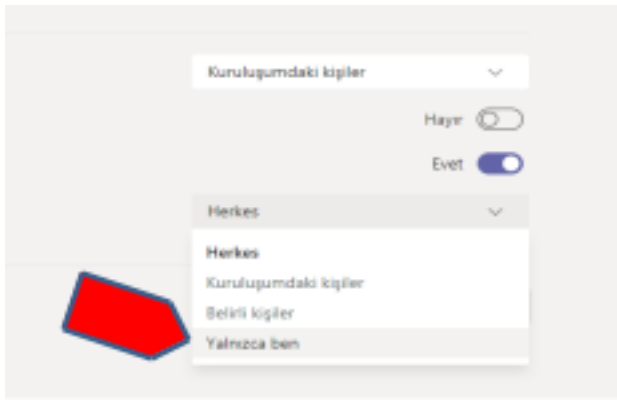 Kuruluşumdaki kişiler
Hayır
Evet
Herkes
Herkes
Kuruluşumdaki kişiler
Belirli kişiler
Yalnızca ben